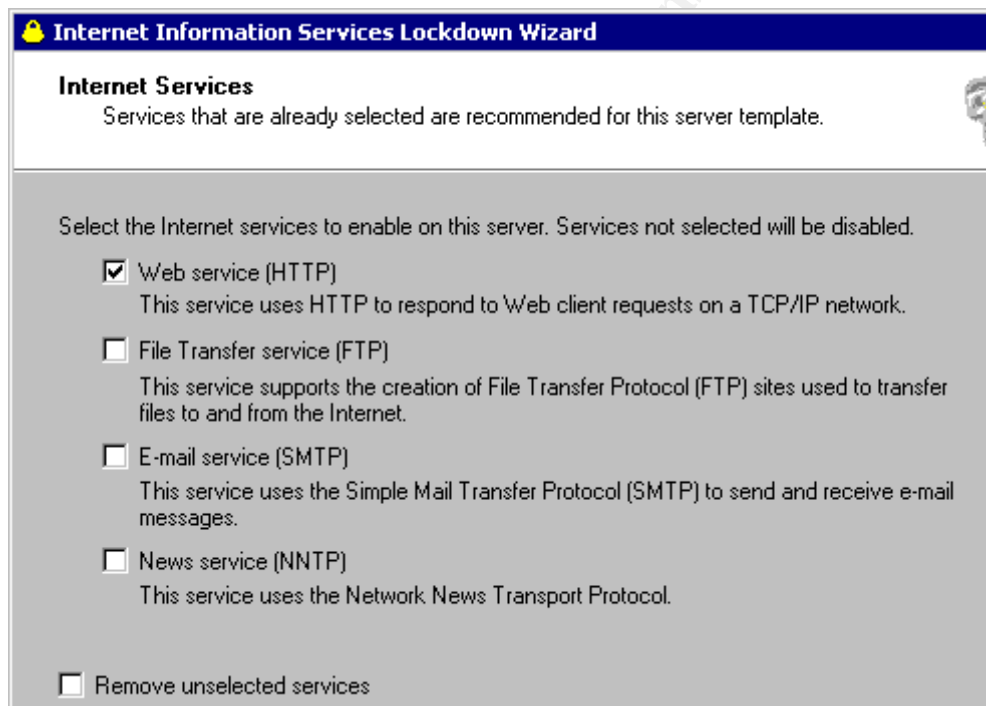 Internet Information Services Lockdown Wizard
Internet Services
Services that are already selected are recommended for this server template.
Select the Internet services to enable on this server. Services not selected will be disabled.
Web service (HTTP)
This service uses HTTP to respond to Web client requests on a TCP/IP network.
File Transfer service (FTP)
This service supports the creation of File Transfer Protocol (FTP) sites used to transfer
files to and from the Internet.
E-mail service (SMTP)
This service uses the Simple Mail Transfer Protocol (SMTP) to send and receive e-mail
messages.
News service (NNTP)
This service uses the Network News Transport Protocol.
Remove unselected services